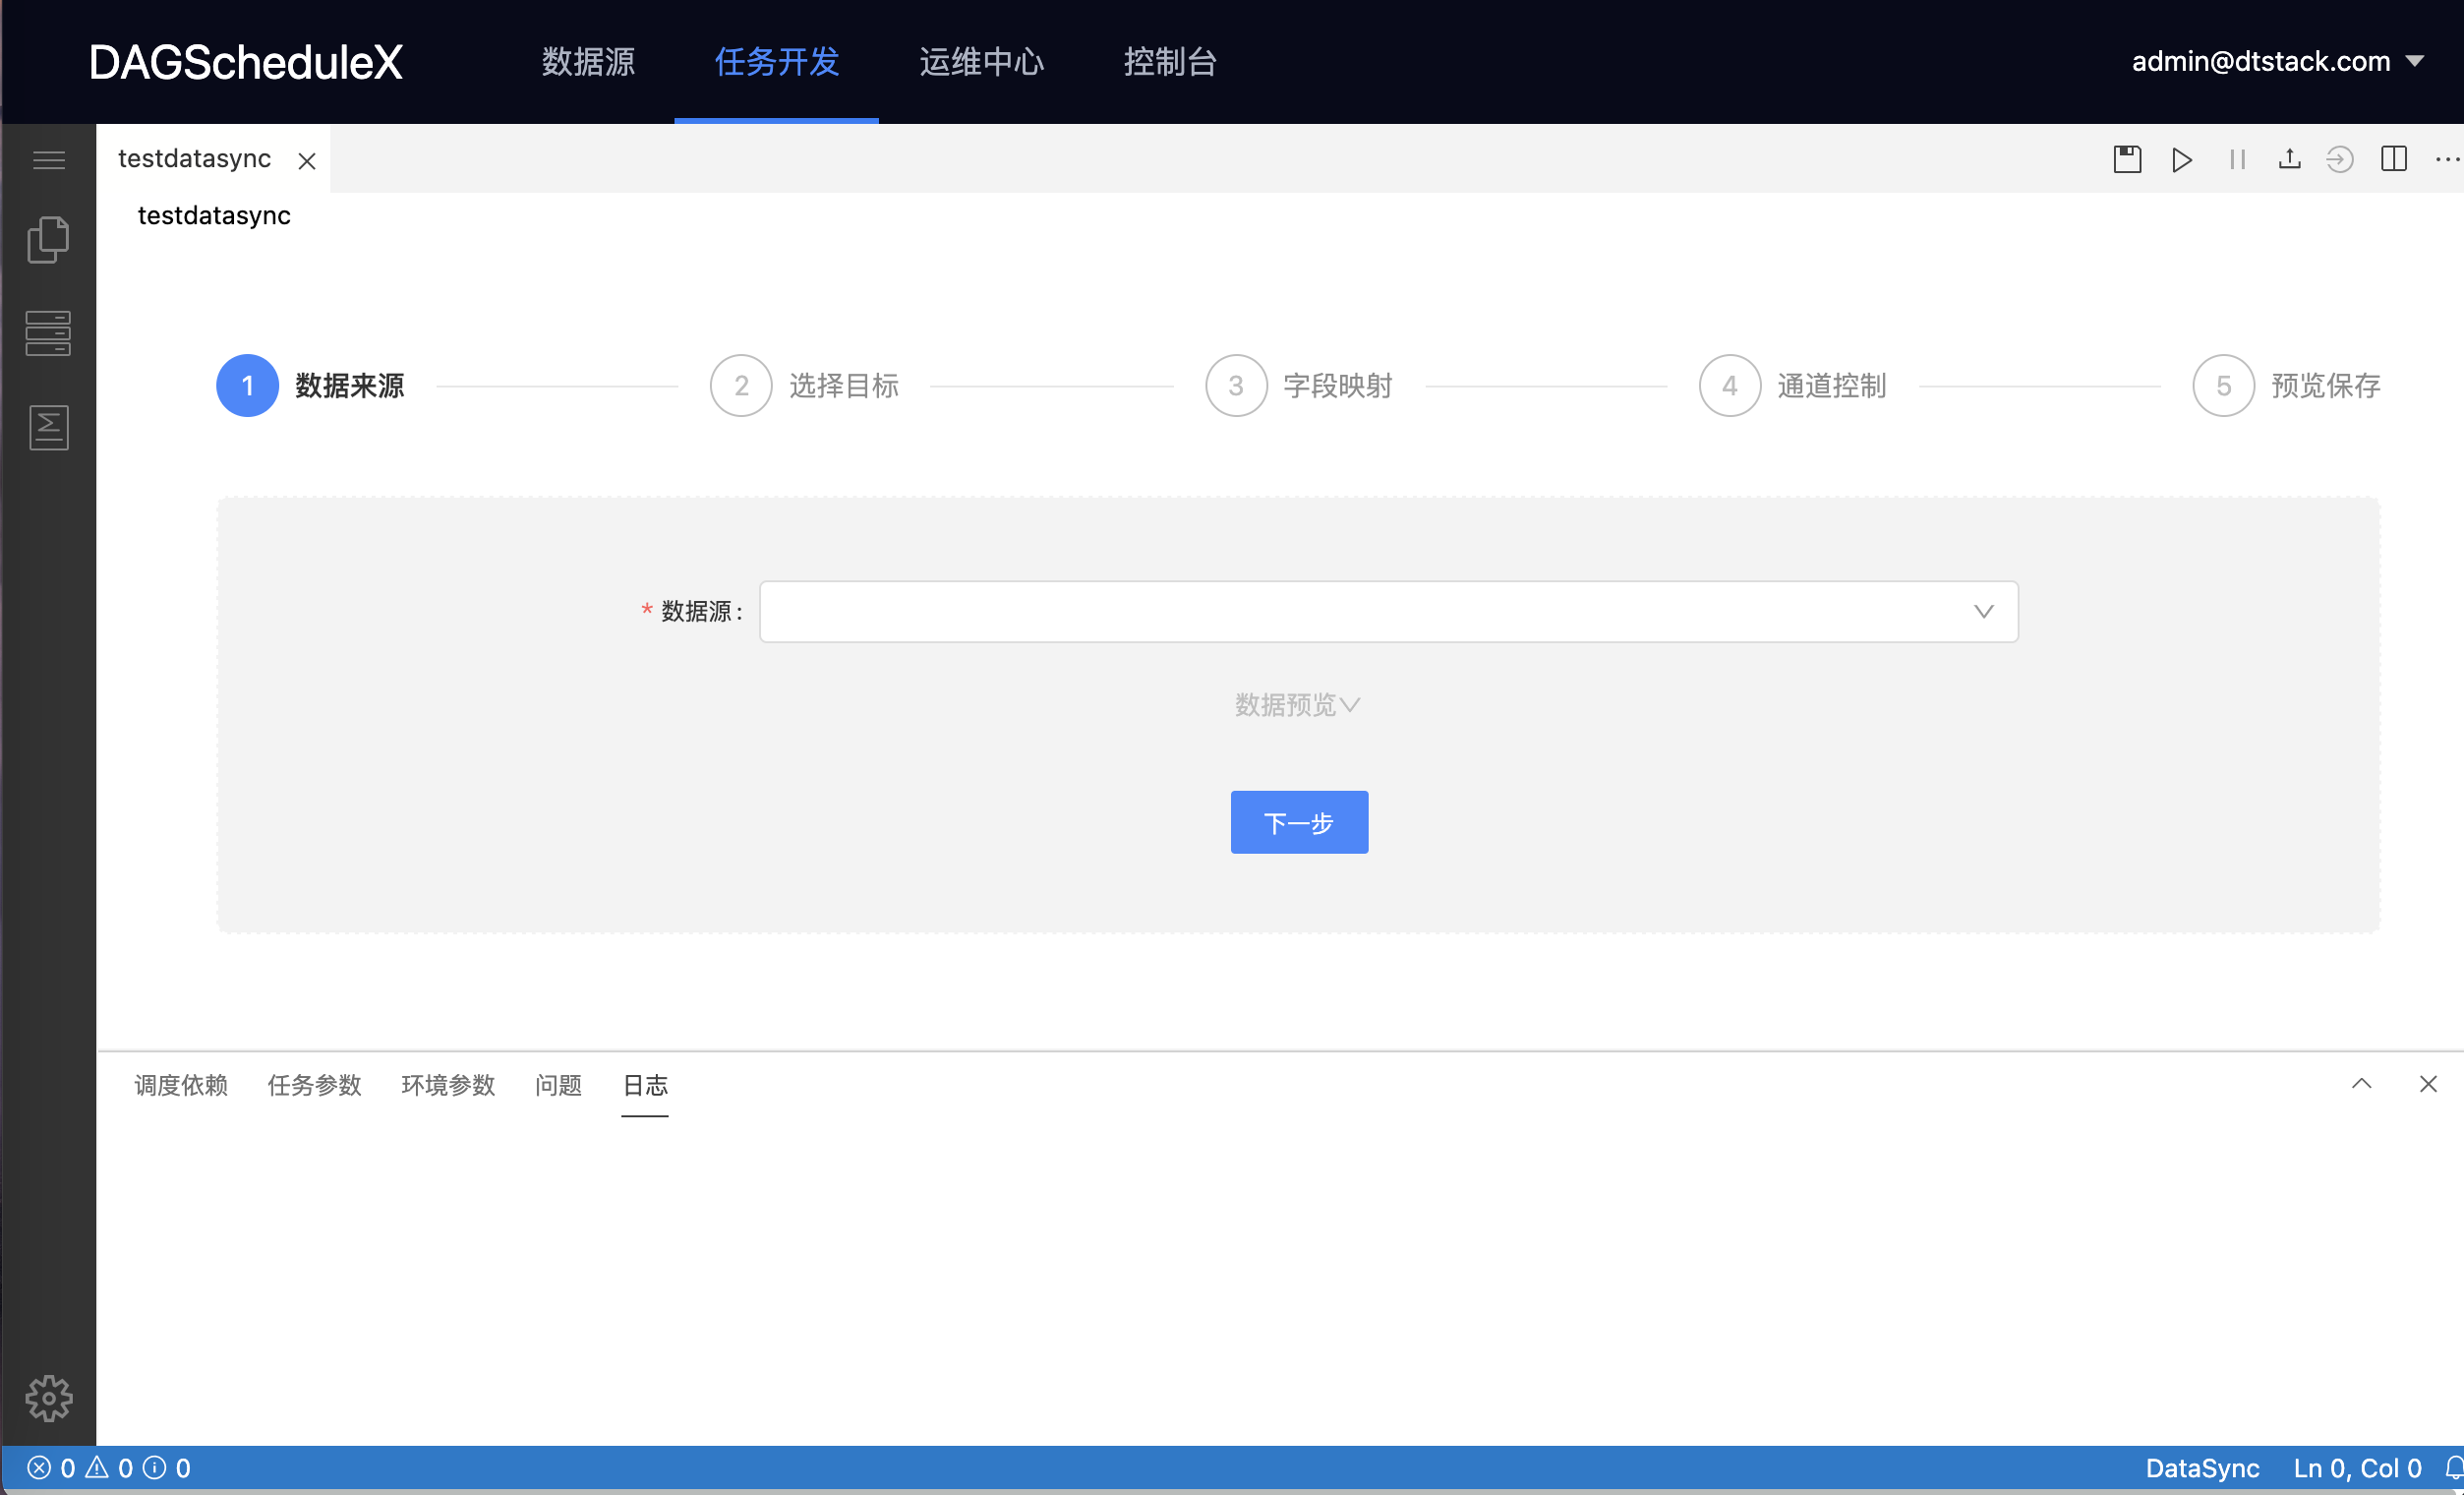 DAGScheduleX 数据源 任务开发 运维中心 控制台 admin@dtstack.com
testdatasync
testdatasync
1 数据来源 2 选择目标 3 字段映射 4 通道控制 5 预览保存
* 数据源 :
数据预览
下一步
调度依赖 任务参数 环境参数 问题 日志
0 0 0 DataSync Ln 0, Col 0